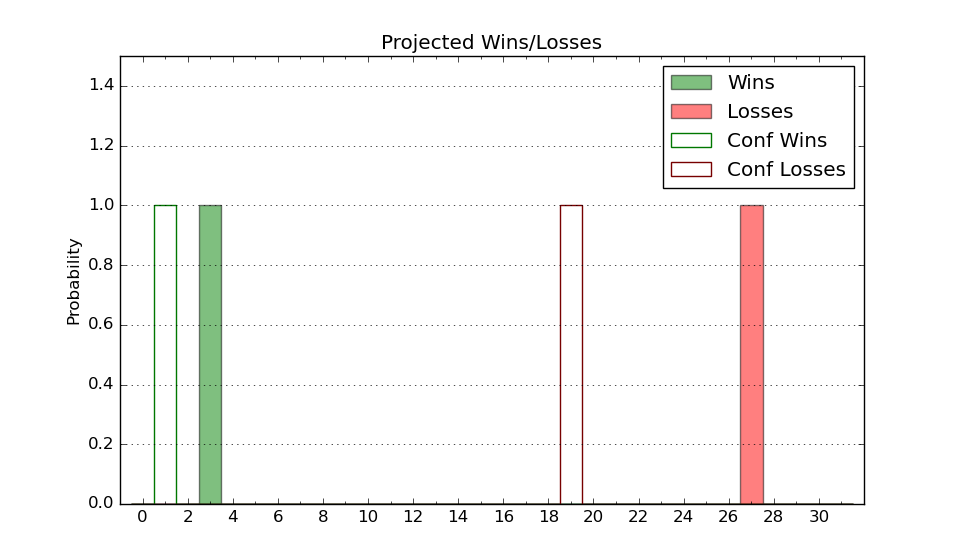 Projected Wins/Losses
Wins
Losses
Conf Wins
Conf Losses
Probability
1.4
1.2
1.0
0.8
0.6
0.4
0.2
0.0
0 2 4 6 8 10 12 14 16 18 20 22 24 26 28 30